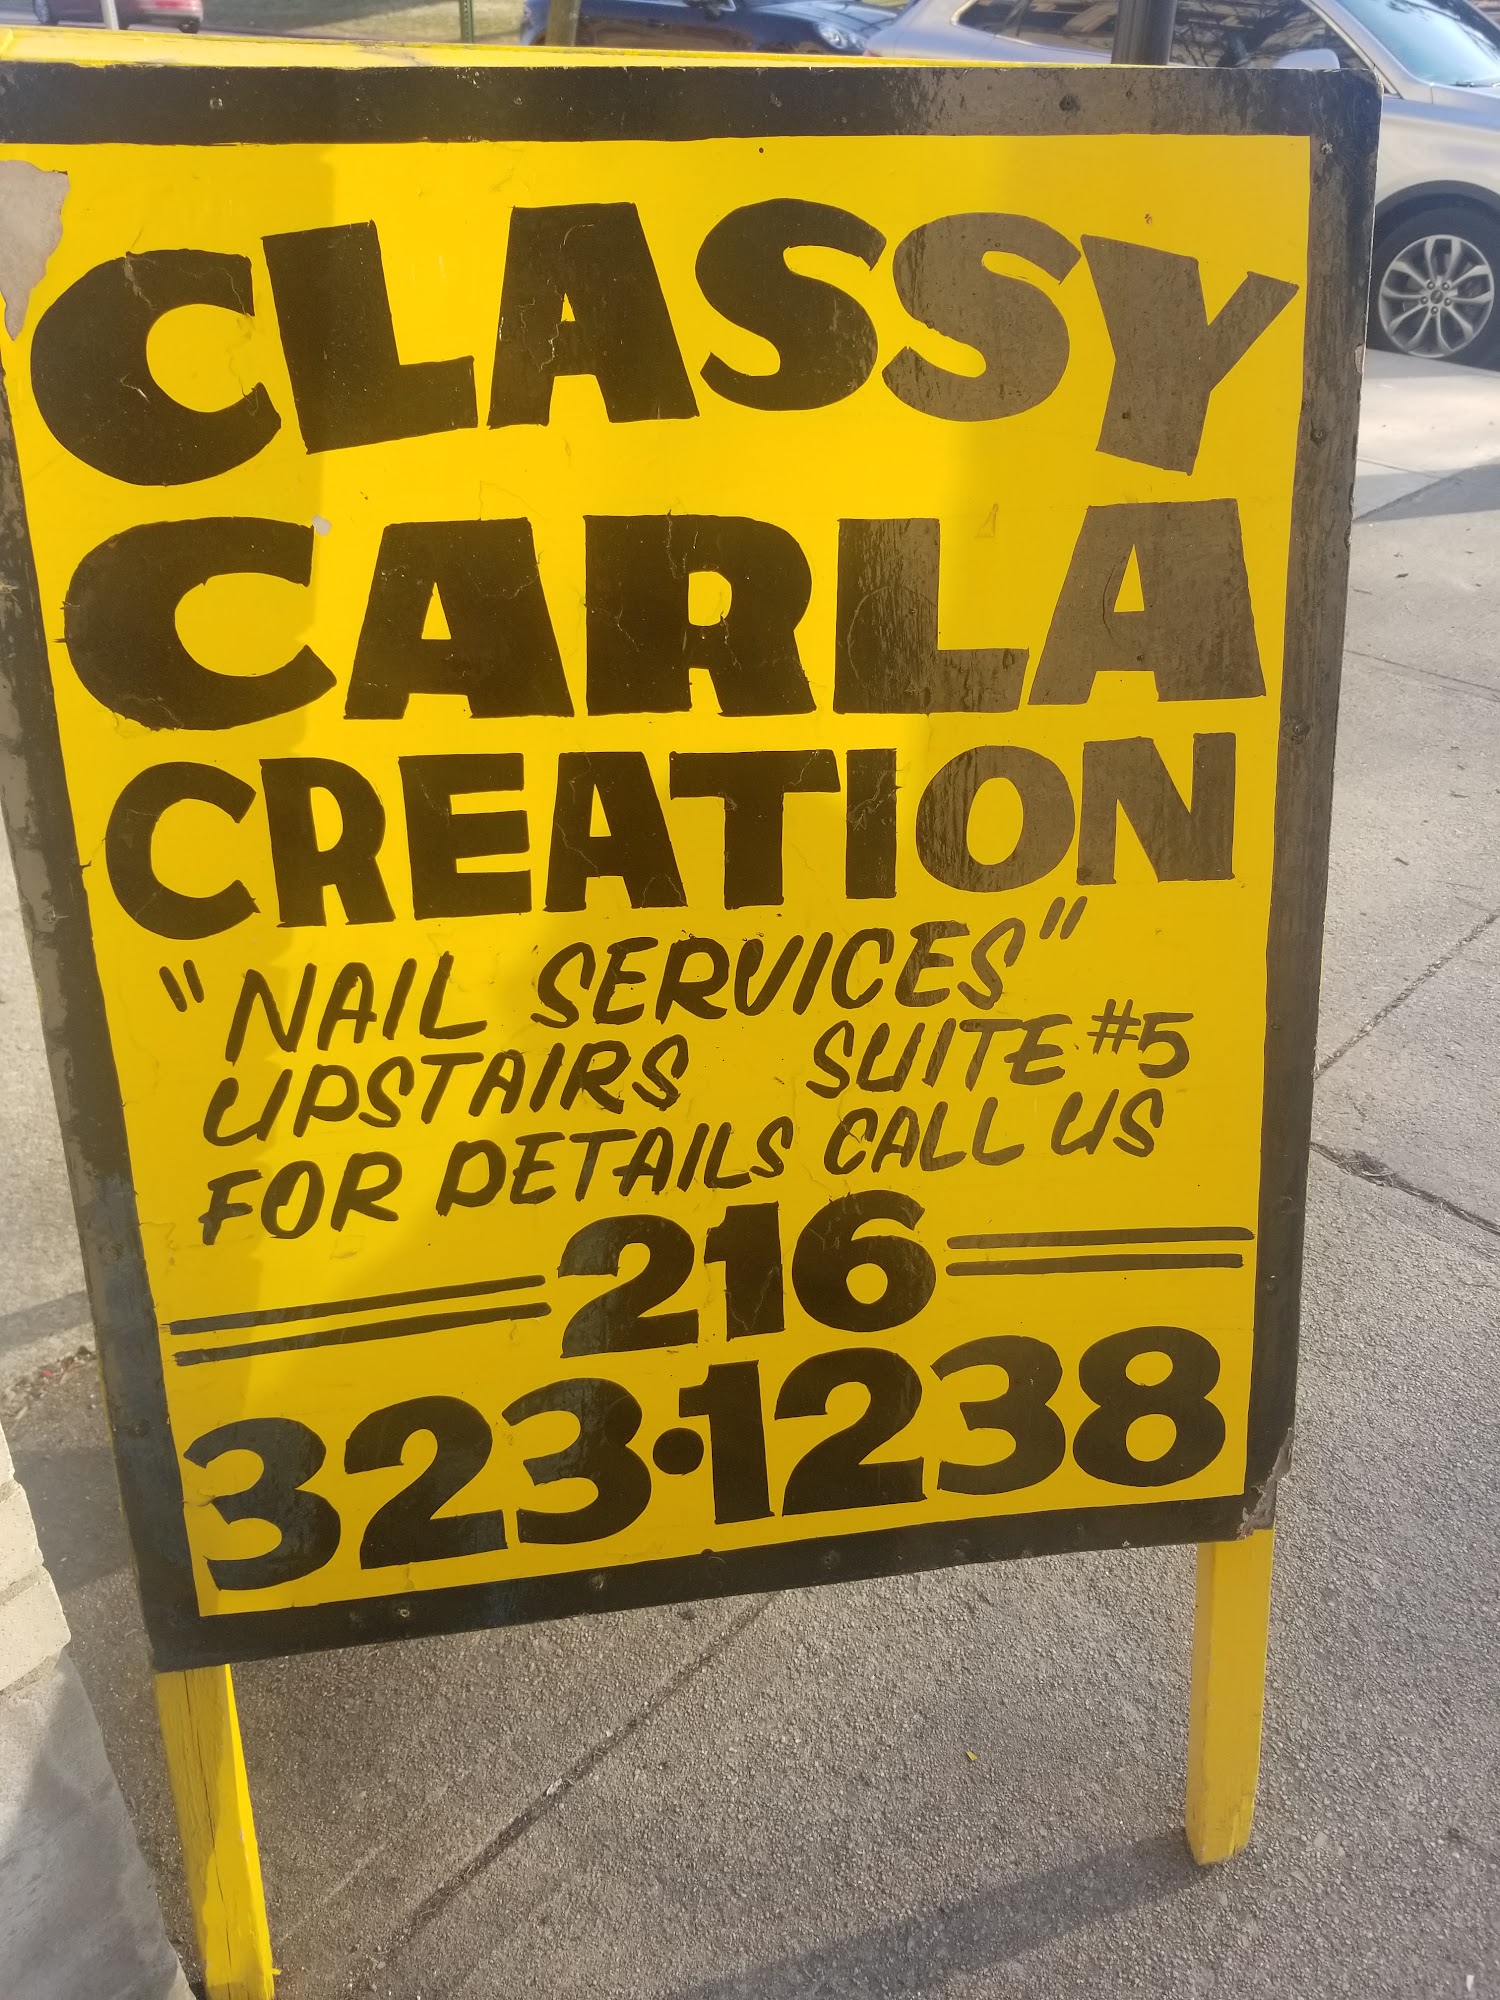 CLASSY
CARLA
CREATION
"NAIL SERVICES"
UPSTAIRS SUITE #5
FOR DETAILS CALL US
216
323•1238